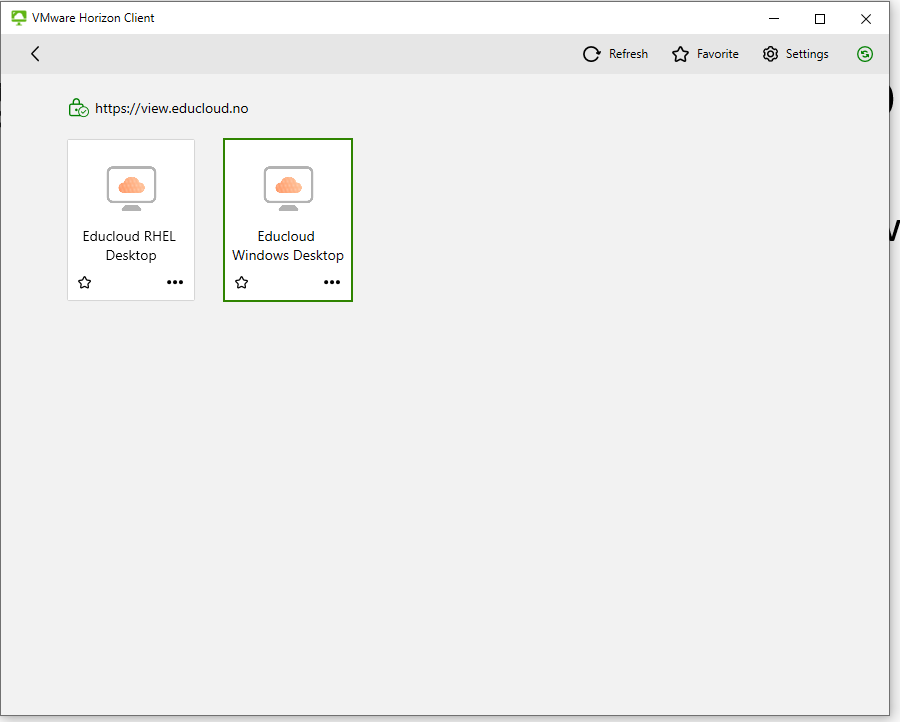 VMware Horizon Client
Refresh
Favorite
Settings
https://view.educloud.no
Educloud RHEL
Desktop
Educloud
Windows Desktop